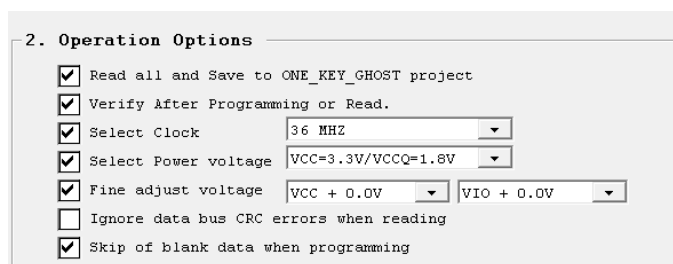 2. Operation Options
Read all and Save to ONE_KEY_GHOST project
Verify After Programming or Read.
Select Clock 36 MHZ
Select Power voltage VCC=3.3V/VCCQ=1.8V
Fine adjust voltage VCC + 0.0V VIO + 0.0V
Ignore data bus CRC errors when reading
Skip of blank data when programming